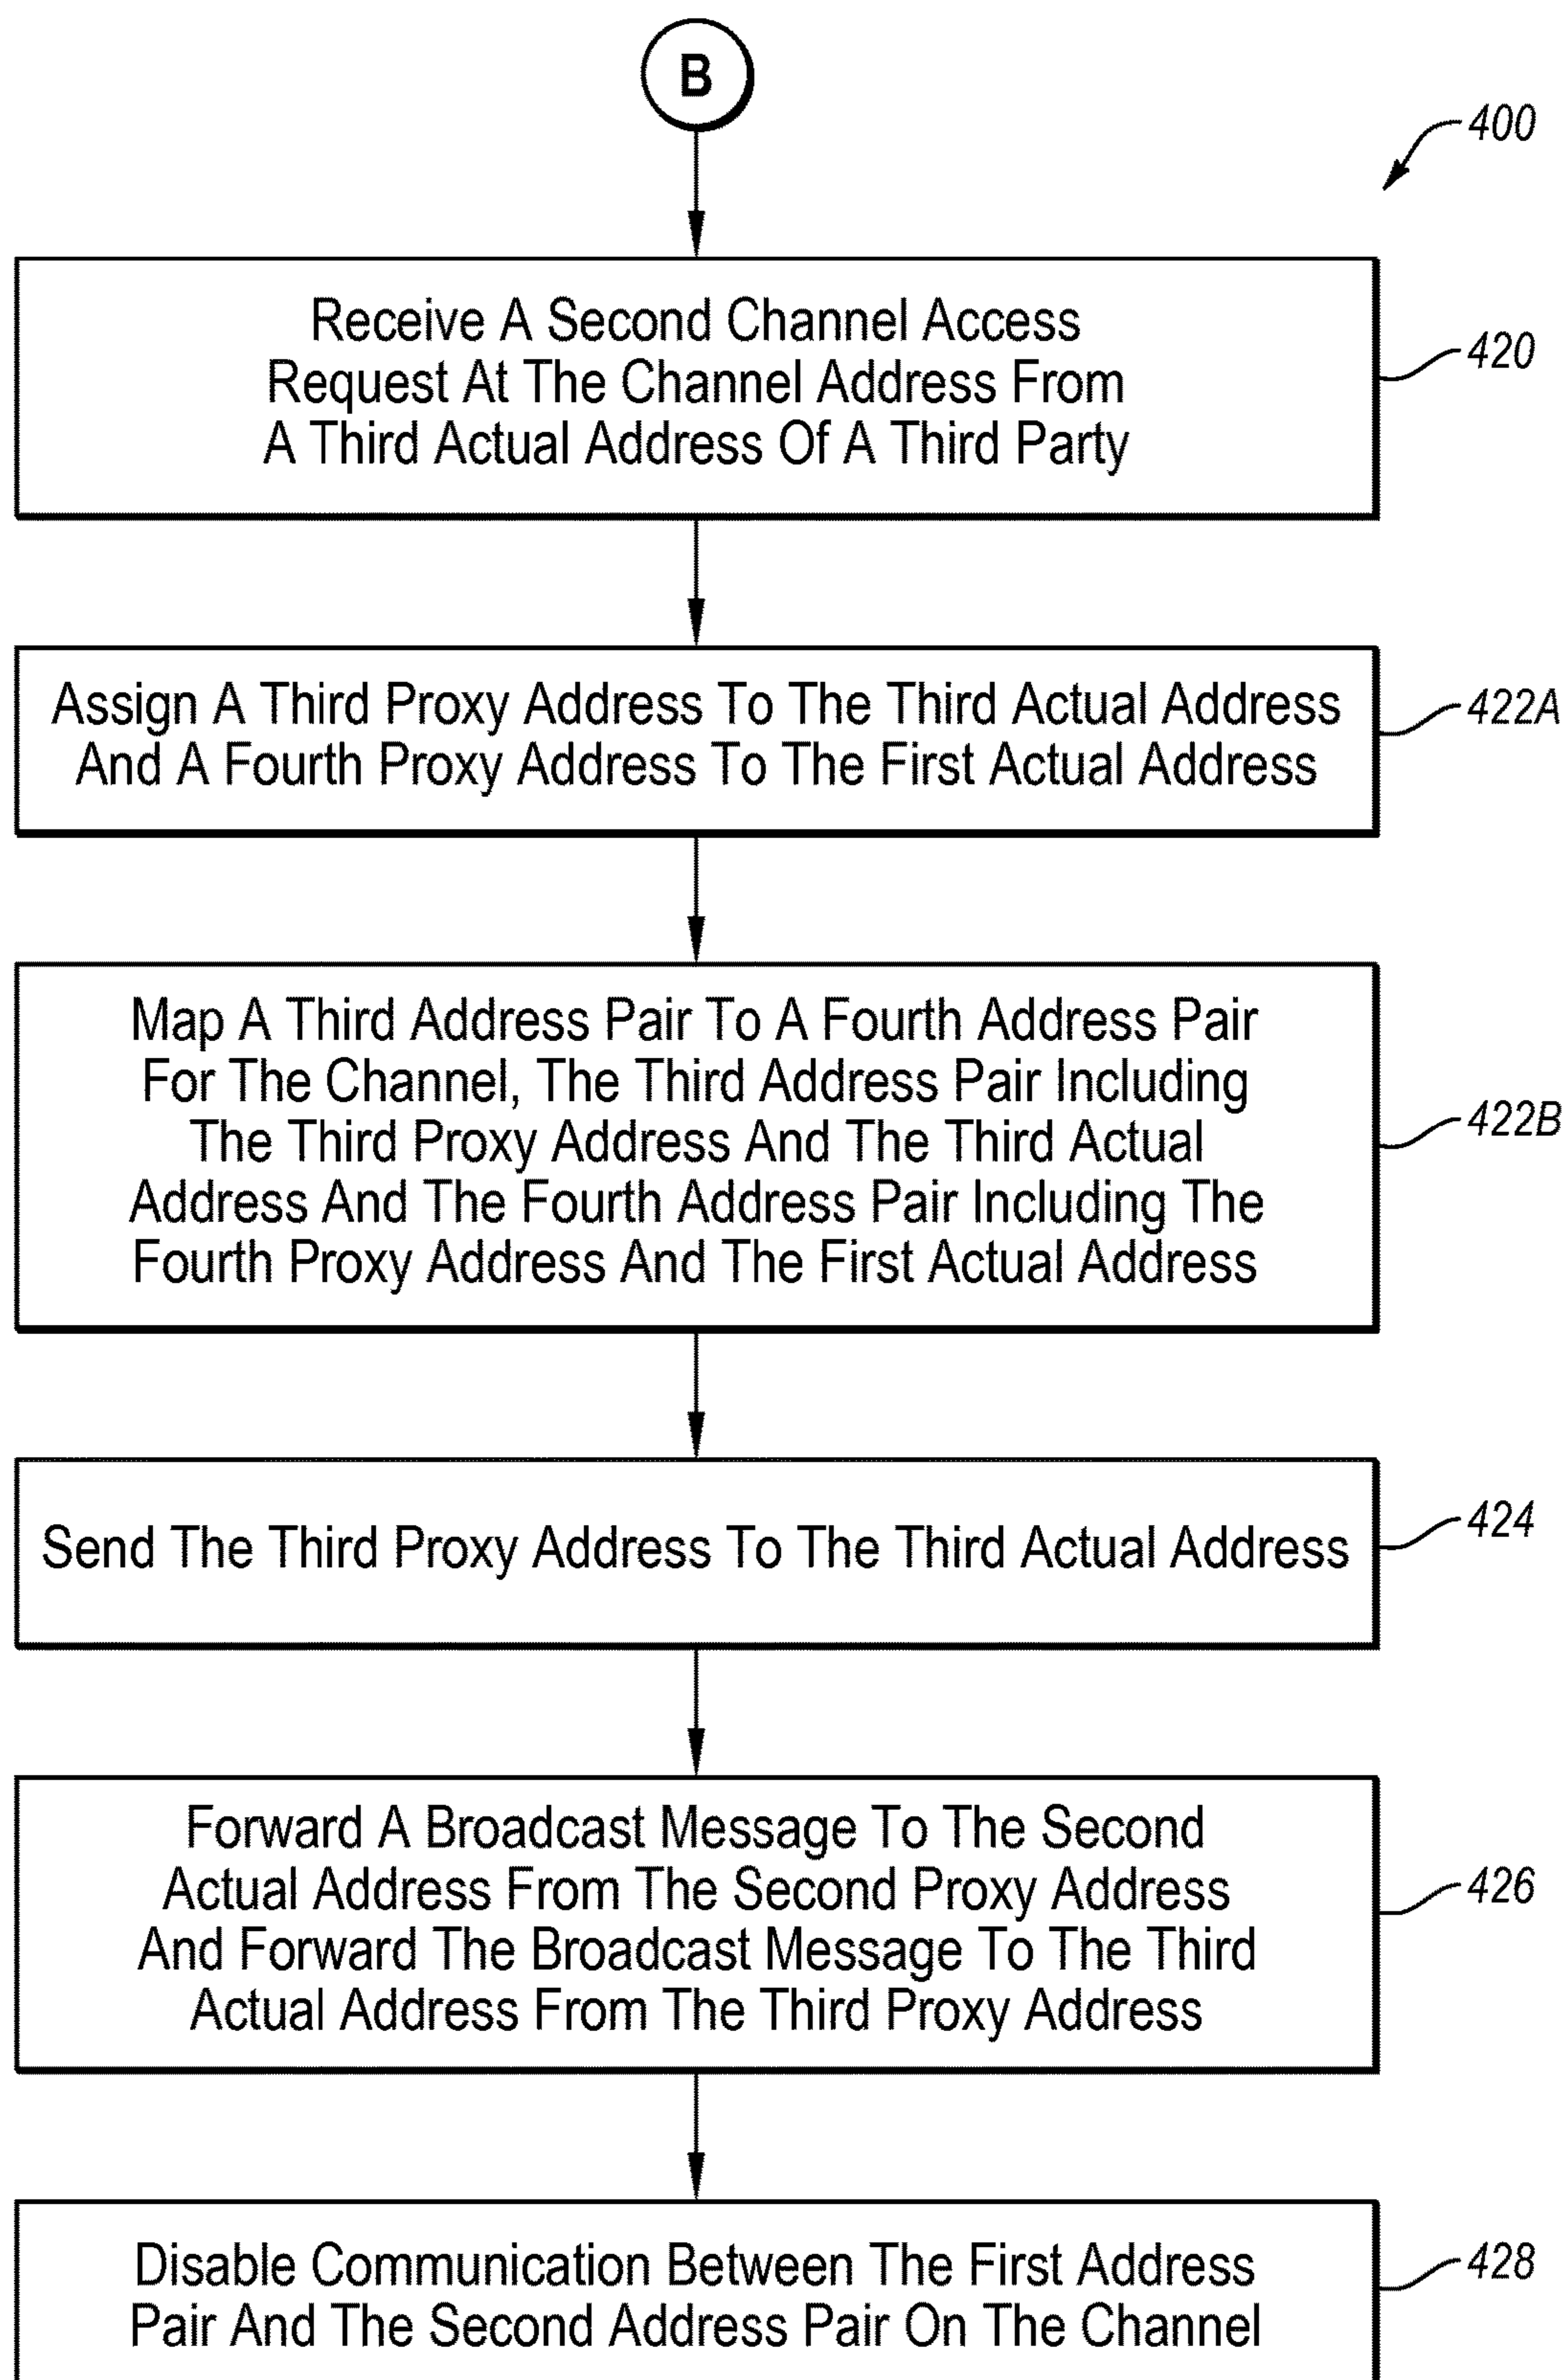 B
400
Receive A Second Channel Access
Request At The Channel Address From
A Third Actual Address Of A Third Party
420
Assign A Third Proxy Address To The Third Actual Address
And A Fourth Proxy Address To The First Actual Address
422A
Map A Third Address Pair To A Fourth Address Pair
For The Channel, The Third Address Pair Including
The Third Proxy Address And The Third Actual
Address And The Fourth Address Pair Including The
Fourth Proxy Address And The First Actual Address
422B
Send The Third Proxy Address To The Third Actual Address
424
Forward A Broadcast Message To The Second
Actual Address From The Second Proxy Address
And Forward The Broadcast Message To The Third
Actual Address From The Third Proxy Address
426
Disable Communication Between The First Address
Pair And The Second Address Pair On The Channel
428